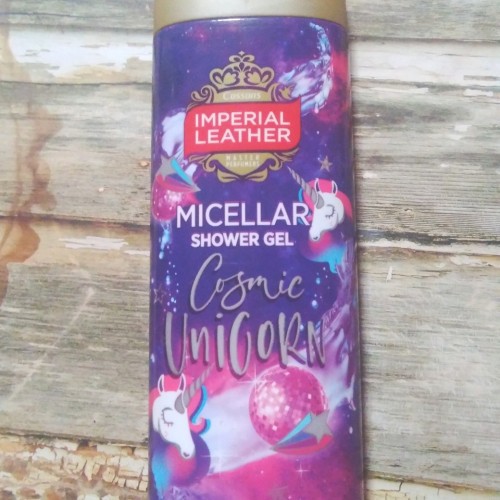 Cussons
IMPERIAL
LEATHER
MASTER
PERFUMERS
MICELLAR
SHOWER GEL
Cosmic
UNICORN